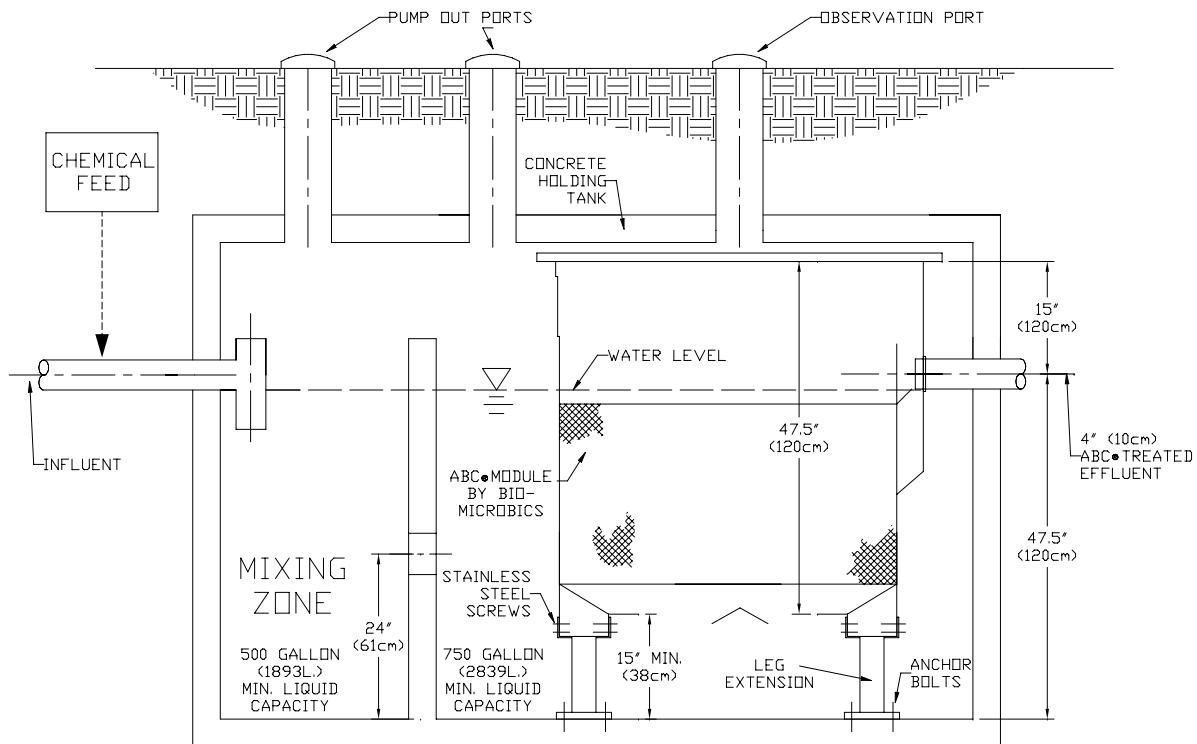 PUMP OUT PORTS
OBSERVATION PORT
CHEMICAL
FEED
CONCRETE
HOLDING
TANK
15"
(120cm)
WATER LEVEL
47.5"
(120cm)
4" (10cm)
ABC®TREATED
EFFLUENT
INFLUENT
ABC®MODULE
BY BIO-
MICROBICS
47.5"
(120cm)
MIXING
ZONE
STAINLESS
STEEL
SCREWS
24"
(61cm)
500 GALLON
(1893L.)
MIN. LIQUID
CAPACITY
750 GALLON
(2839L.)
MIN. LIQUID
CAPACITY
15" MIN.
(38cm)
LEG
EXTENSION
ANCHOR
BOLTS